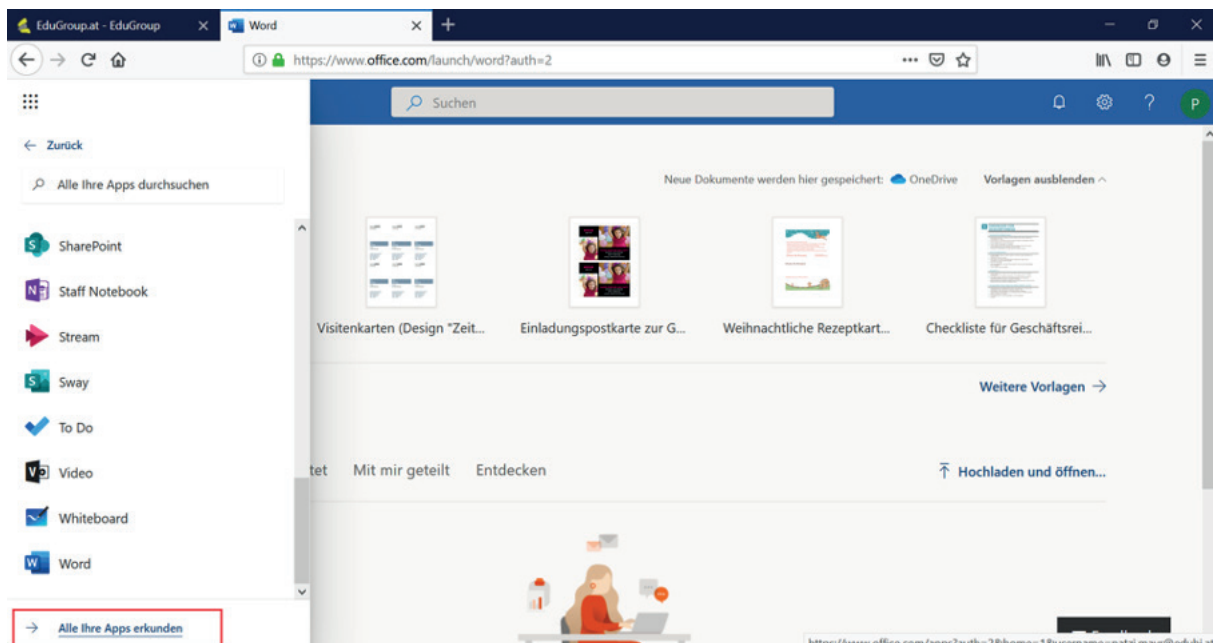 EduGroup.at - EduGroup
Word
https://www.office.com/launch/word?auth=2
Suchen
P
Zurück
Alle Ihre Apps durchsuchen
Neue Dokumente werden hier gespeichert: OneDrive Vorlagen ausblenden
SharePoint
Staff Notebook
Stream
Sway
To Do
Video
Whiteboard
Word
Alle Ihre Apps erkunden
Visitenkarten (Design "Zeit...
Einladungspostkarte zur G...
Weihnachtliche Rezeptkart...
Checkliste für Geschäftsrei...
Weitere Vorlagen
tet Mit mir geteilt Entdecken
Hochladen und öffnen...